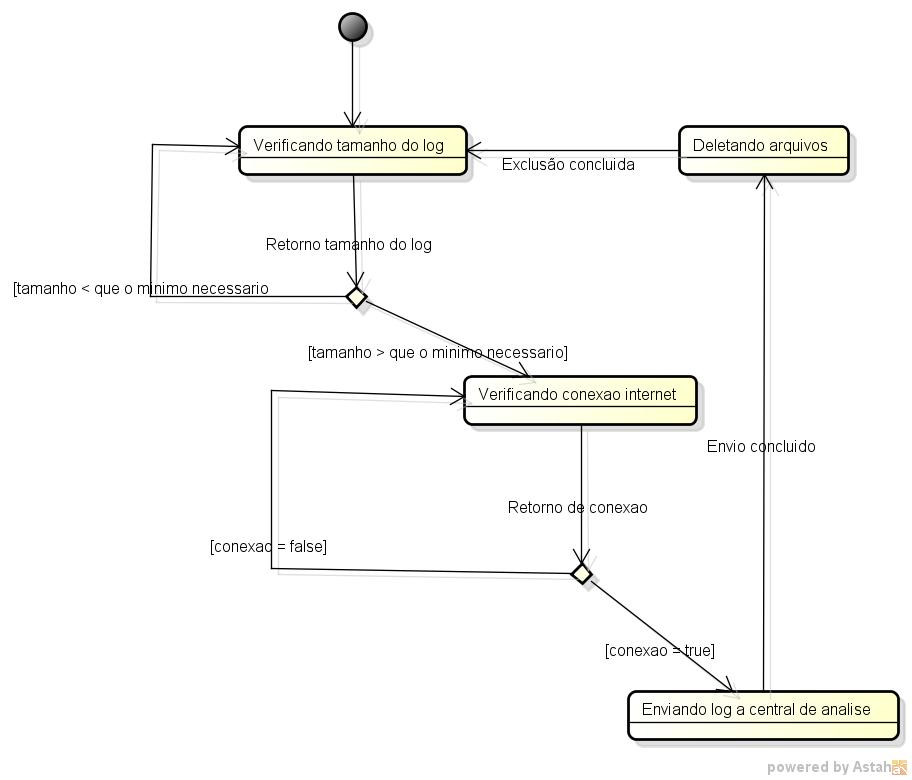 Verificando tamanho do log
Deletando arquivos
Exclusão concluida
Retorno tamanho do log
[tamanho < que o minimo necessario
[tamanho > que o minimo necessario]
Verificando conexao internet
Envio concluido
Retorno de conexao
[conexao = false]
[conexao = true]
Enviando log a central de analise
powered by Astah